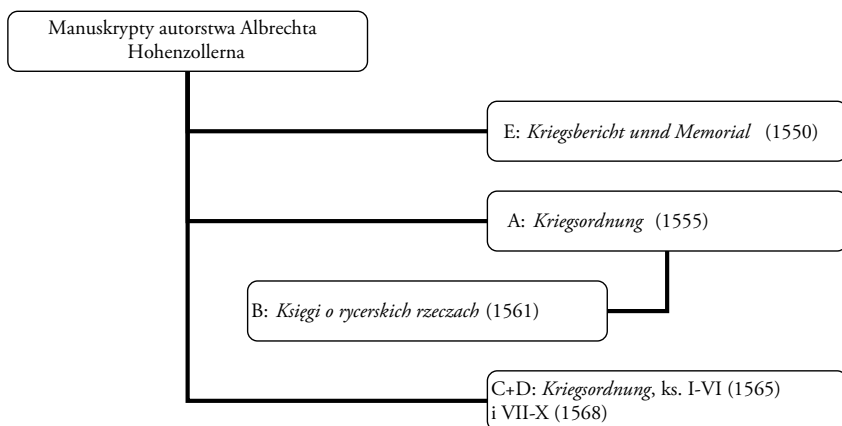 Manuskrypty autorstwa Albrechta
Hohenzollerna
E: Kriegsbericht unnd Memorial (1550)
A: Kriegsordnung (1555)
B: Księgi o rycerskich rzeczach (1561)
C+D: Kriegsordnung, ks. I-VI (1565)
i VII-X (1568)